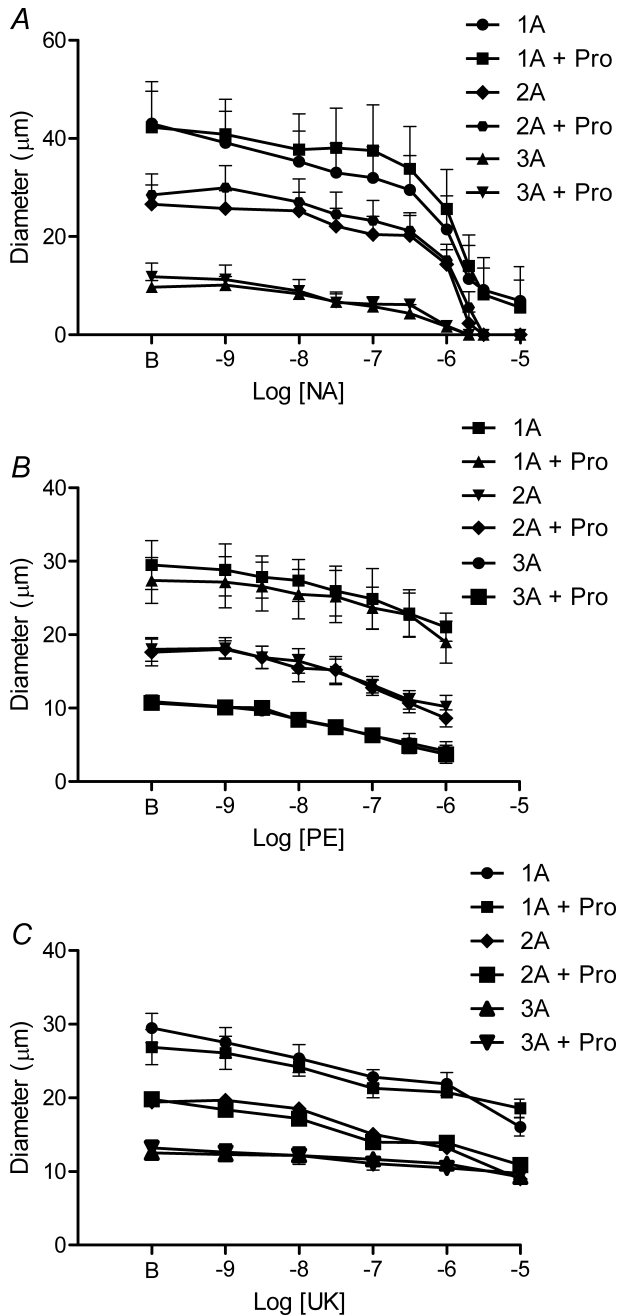 A
1A
1A + Pro
2A
2A + Pro
3A
3A + Pro
60
40
20
0
Diameter (μm)
B -9 -8 -7 -6 -5
Log [NA]
B
1A
1A + Pro
2A
2A + Pro
3A
3A + Pro
40
30
20
10
0
Diameter (μm)
B -9 -8 -7 -6 -5
Log [PE]
C
1A
1A + Pro
2A
2A + Pro
3A
3A + Pro
40
30
20
10
0
Diameter (μm)
B -9 -8 -7 -6 -5
Log [UK]